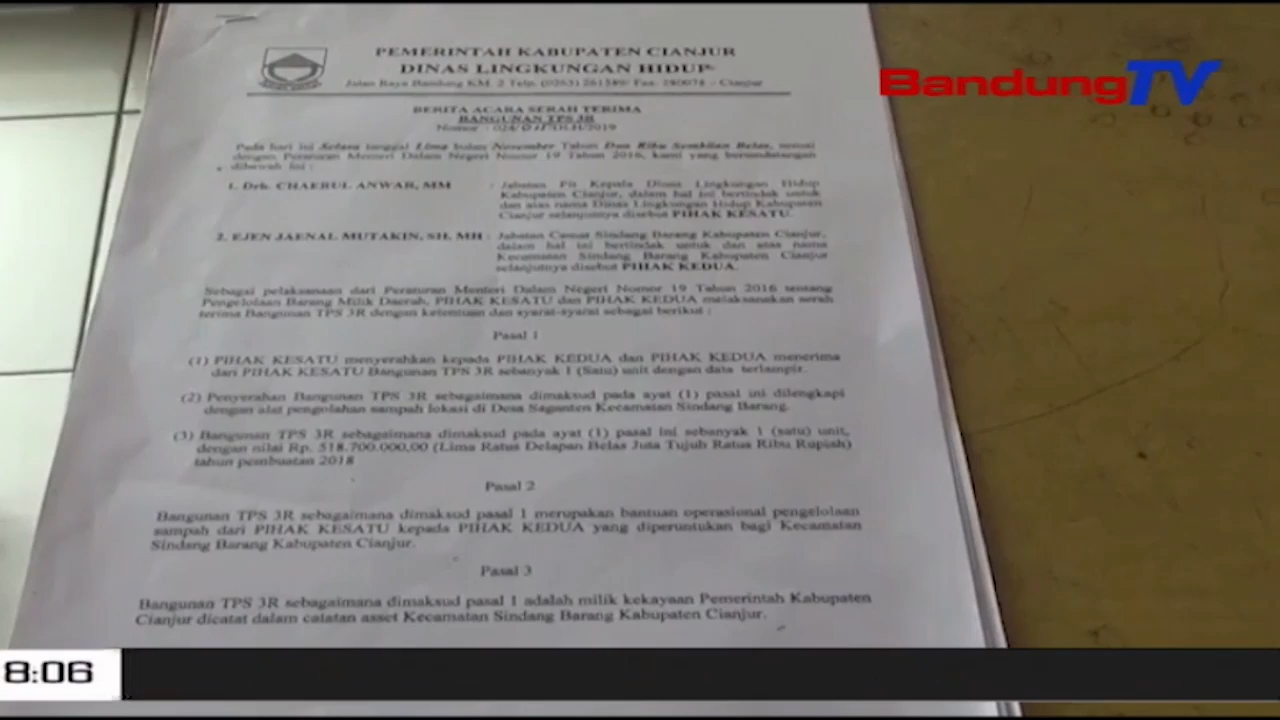 PEMERINTAH KABUPATEN CIANJUR
DINAS LINGKUNGAN HIDUP
Jalan Raya Bandung KM. 2 Telp. (0263) Fax. – Cianjur
BandungTV
BERITA ACARA SERAH TERIMA
BANGUNAN TPS 3R
Nomor : /2019
Pada hari ini Selasa tanggal Lima bulan November Tahun Dua Ribu Sembilan Belas, sesuai
dengan Peraturan Menteri Dalam Negeri Nomor 19 Tahun 2016, kami yang bertandatangan
dibawah ini :
1. Drh. CHAERUL ANWAR, MM : Jabatan Plt Kepala Dinas Lingkungan Hidup
Kabupaten Cianjur, dalam hal ini bertindak untuk
dan atas nama Dinas Lingkungan Hidup Kabupaten
Cianjur selanjutnya disebut PIHAK KESATU.
2. EJEN JAENAL MUTAKIN, SH, MH : Jabatan Camat Sindang Barang Kabupaten Cianjur,
dalam hal ini bertindak untuk dan atas nama
Kecamatan Sindang Barang Kabupaten Cianjur
selanjutnya disebut PIHAK KEDUA.
Sebagai pelaksanaan dari Peraturan Menteri Dalam Negeri Nomor 19 Tahun 2016 tentang
Pengelolaan Barang Milik Daerah, PIHAK KESATU dan PIHAK KEDUA melaksanakan serah
terima Bangunan TPS 3R dengan ketentuan dan syarat-syarat sebagai berikut :
Pasal 1
(1) PIHAK KESATU menyerahkan kepada PIHAK KEDUA dan PIHAK KEDUA menerima
dari PIHAK KESATU Bangunan TPS 3R sebanyak 1 (Satu) unit dengan data terlampir.
(2) Penyerahan Bangunan TPS 3R sebagaimana dimaksud pada ayat (1) pasal ini dilengkapi
dengan alat pengolahan sampah lokasi di Desa Saganten Kecamatan Sindang Barang.
(3) Bangunan TPS 3R sebagaimana dimaksud pada ayat (1) pasal ini sebanyak 1 (satu) unit,
dengan nilai Rp. 518.700.000,00 (Lima Ratus Delapan Belas Juta Tujuh Ratus Ribu Rupiah)
tahun pembuatan 2018
Pasal 2
Bangunan TPS 3R sebagaimana dimaksud pasal 1 merupakan bantuan operasional pengelolaan
sampah dari PIHAK KESATU kepada PIHAK KEDUA yang diperuntukan bagi Kecamatan
Sindang Barang Kabupaten Cianjur.
Pasal 3
Bangunan TPS 3R sebagaimana dimaksud pasal 1 adalah milik kekayaan Pemerintah Kabupaten
Cianjur dicatat dalam catatan asset Kecamatan Sindang Barang Kabupaten Cianjur.
8:06